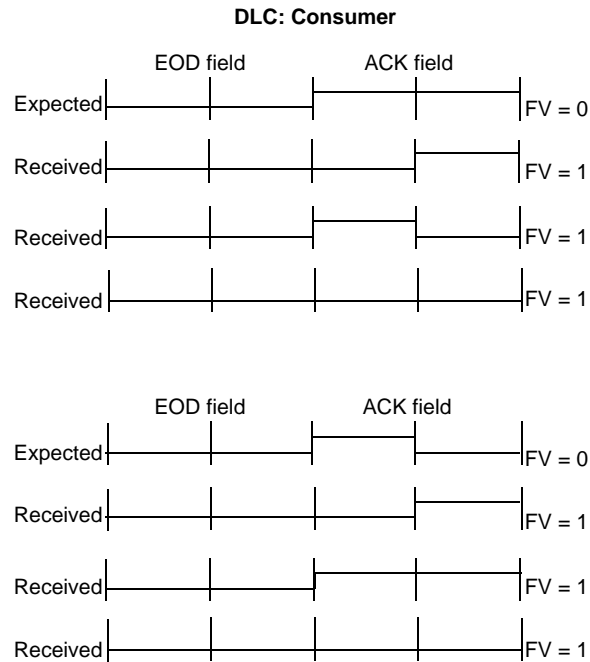 DLC: Consumer
EOD field ACK field
Expected FV = 0
Received FV = 1
Received FV = 1
Received FV = 1
EOD field ACK field
Expected FV = 0
Received FV = 1
Received FV = 1
Received FV = 1